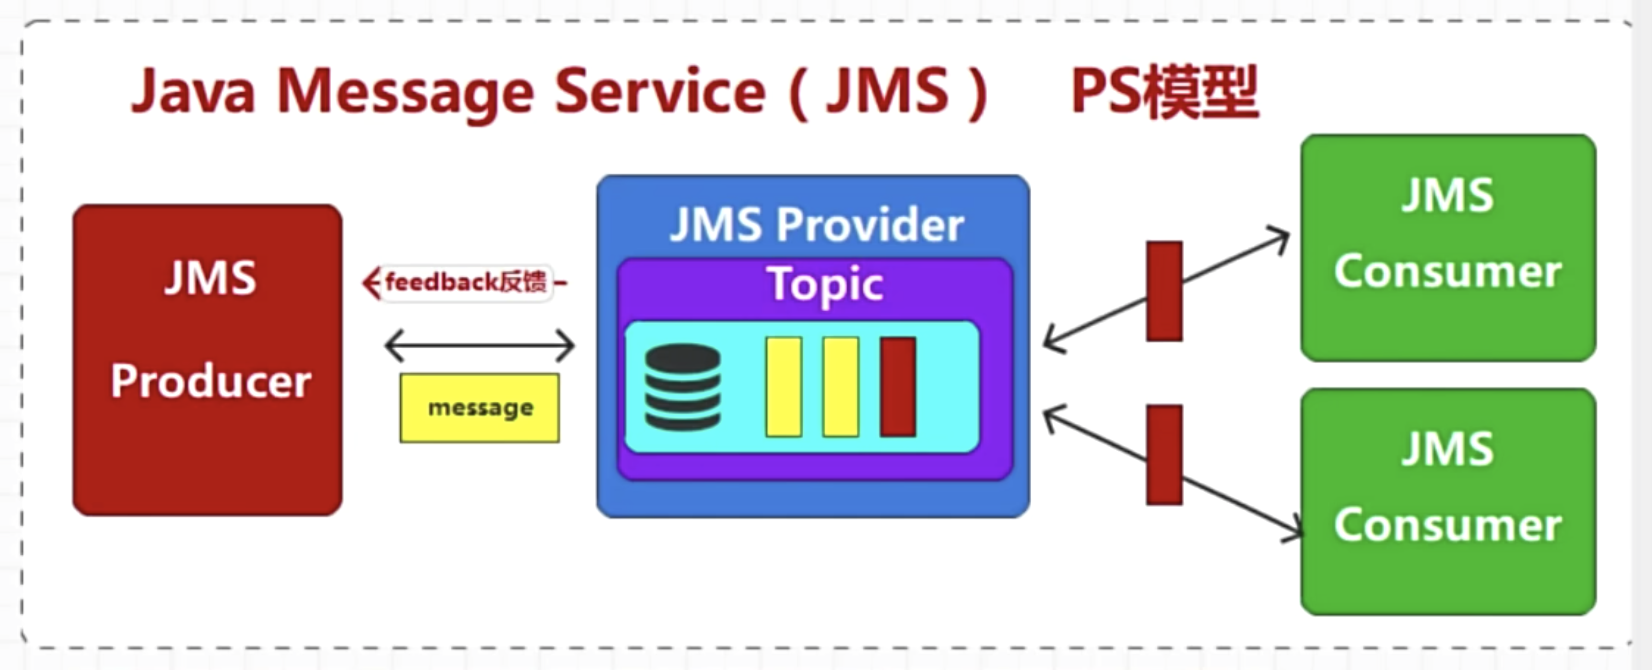 Java Message Service ( JMS ) PS模型
JMS
Producer
feedback反馈
message
JMS Provider
Topic
JMS
Consumer
JMS
Consumer